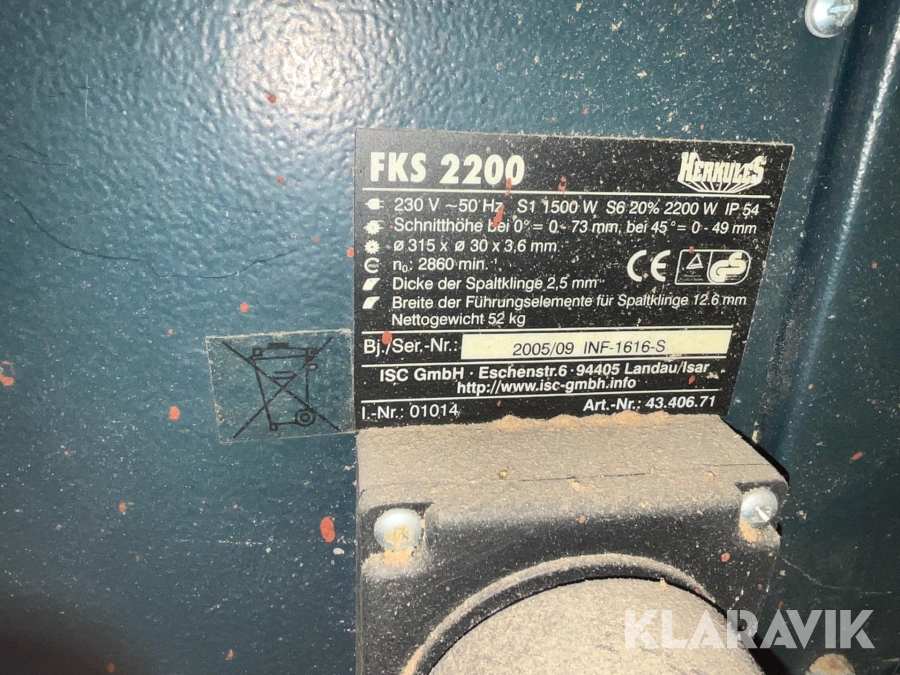 FKS 2200
HERKULES
230 V ~50 Hz S1 1500 W S6 20% 2200 W IP 54
Schnitthöhe bei 0° = 0 - 73 mm, bei 45° = 0 - 49 mm
ø 315 x ø 30 x 3,6 mm
n₀: 2860 min.
CE GS
Dicke der Spaltklinge 2,5 mm
Breite der Führungselemente für Spaltklinge 12.6 mm
Nettogewicht 52 kg
Bj./Ser.-Nr.: 2005/09 INF-1616-S
ISC GmbH · Eschenstr.6 · 94405 Landau/Isar
http://www.isc-gmbh.info
I.-Nr.: 01014 Art.-Nr.: 43.406.71
KLARAVIK